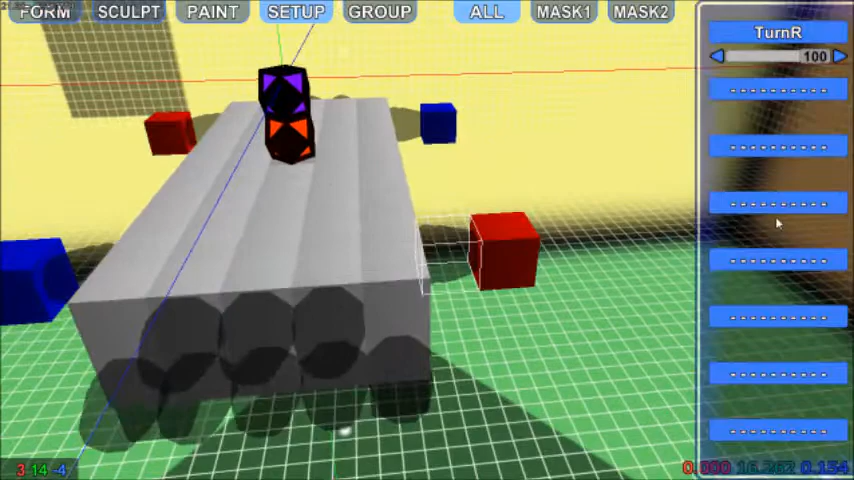 FORM SCULPT PAINT SETUP GROUP ALL MASK1 MASK2
TurnR
100
---------
---------
---------
---------
---------
---------
---------
3 14 -4
0.000 16.262 0.154